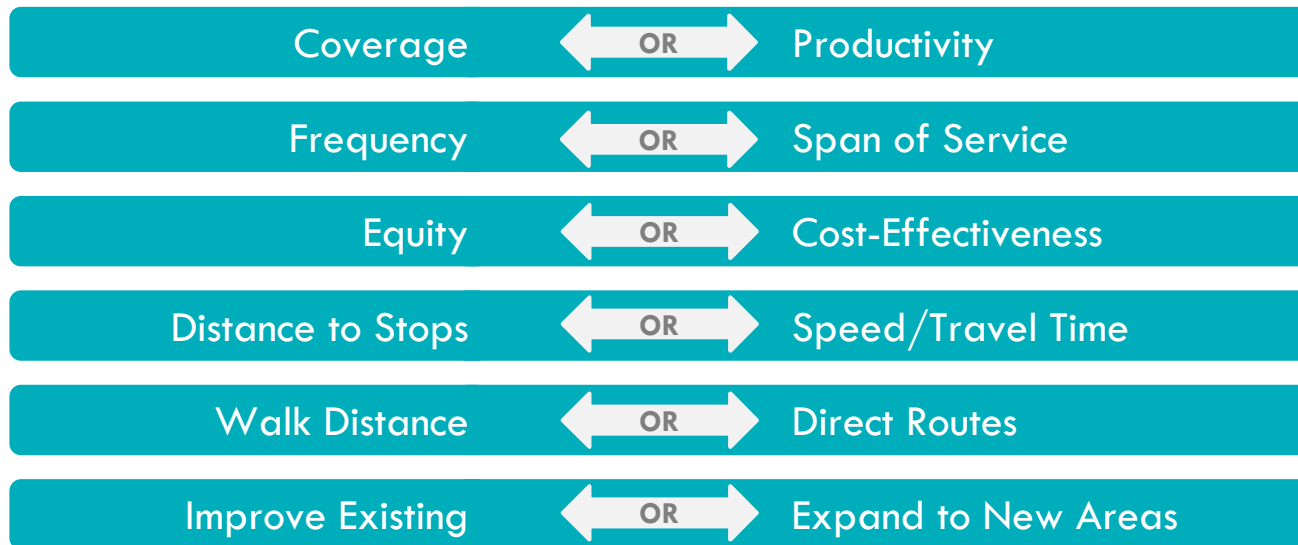 Coverage OR Productivity
Frequency OR Span of Service
Equity OR Cost-Effectiveness
Distance to Stops OR Speed/Travel Time
Walk Distance OR Direct Routes
Improve Existing OR Expand to New Areas